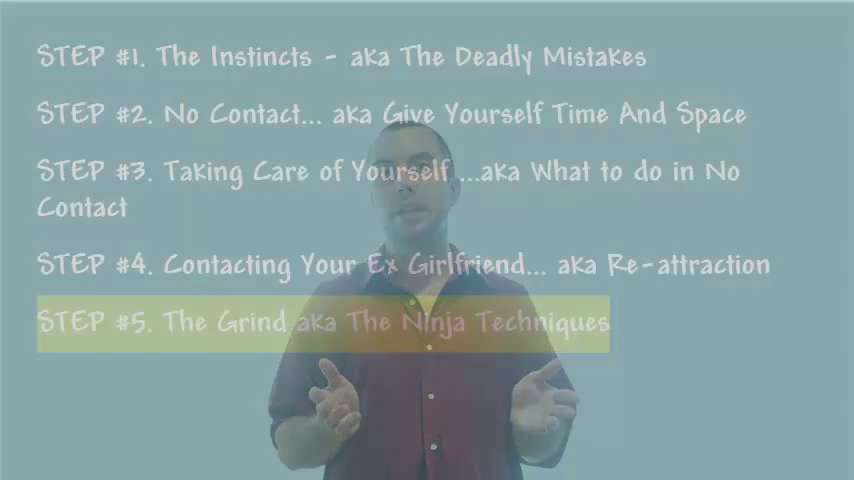 STEP #1. The Instincts - aka The Deadly Mistakes
STEP #2. No Contact... aka Give Yourself Time And Space
STEP #3. Taking Care of Yourself ...aka What to do in No
Contact
STEP #4. Contacting Your Ex Girlfriend... aka Re-attraction
STEP #5. The Grind aka The Ninja Techniques